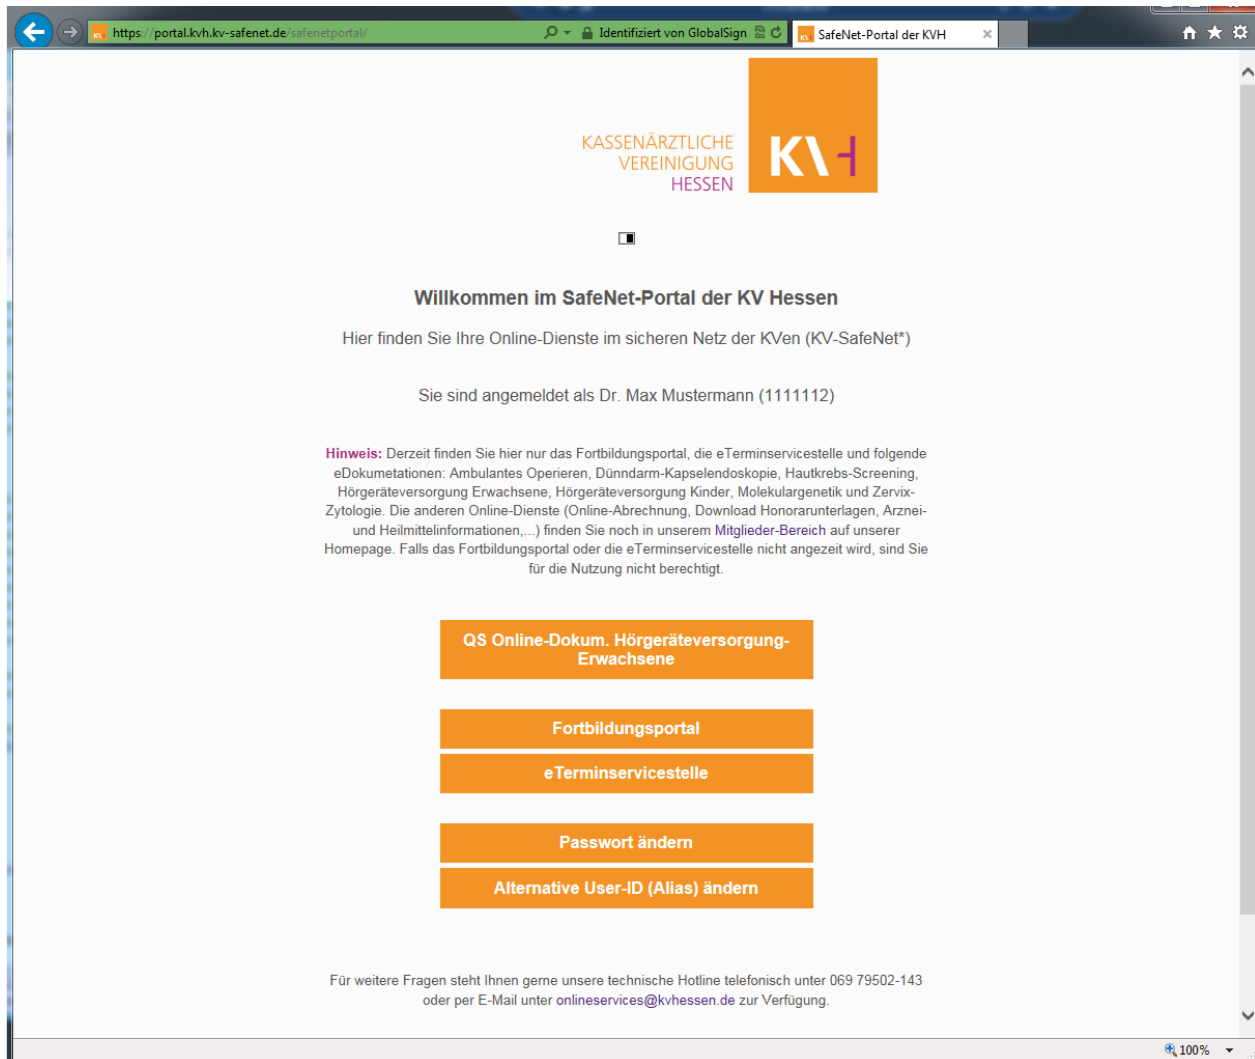 https://portal.kvh.kv-safenet.de/safenetportal/
Identifiziert von GlobalSign
SafeNet-Portal der KVH
KASSENÄRZTLICHE
VEREINIGUNG
HESSEN
KVH
Willkommen im SafeNet-Portal der KV Hessen
Hier finden Sie Ihre Online-Dienste im sicheren Netz der KVen (KV-SafeNet*)
Sie sind angemeldet als Dr. Max Mustermann (1111112)
Hinweis: Derzeit finden Sie hier nur das Fortbildungsportal, die eTerminservicestelle und folgende
eDokumetationen: Ambulantes Operieren, Dünndarm-Kapselendoskopie, Hautkrebs-Screening,
Hörgeräteversorgung Erwachsene, Hörgeräteversorgung Kinder, Molekulargenetik und Zervix-
Zytologie. Die anderen Online-Dienste (Online-Abrechnung, Download Honorarunterlagen, Arznei-
und Heilmittelinformationen,...) finden Sie noch in unserem Mitglieder-Bereich auf unserer
Homepage. Falls das Fortbildungsportal oder die eTerminservicestelle nicht angezeit wird, sind Sie
für die Nutzung nicht berechtigt.
QS Online-Dokum. Hörgeräteversorgung-
Erwachsene
Fortbildungsportal
eTerminservicestelle
Passwort ändern
Alternative User-ID (Alias) ändern
Für weitere Fragen steht Ihnen gerne unsere technische Hotline telefonisch unter 069 79502-143
oder per E-Mail unter onlineservices@kvhessen.de zur Verfügung.
100%